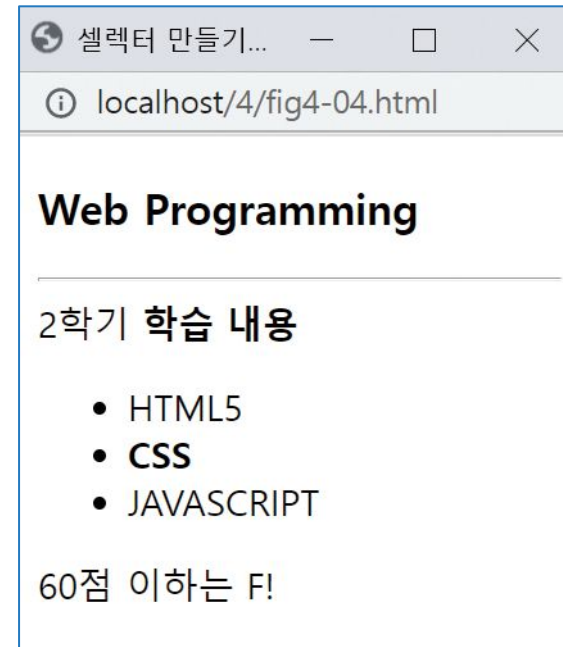 셀렉터 만들기...
localhost/4/fig4-04.html
Web Programming
2학기 학습 내용
• HTML5
• CSS
• JAVASCRIPT
60점 이하는 F!